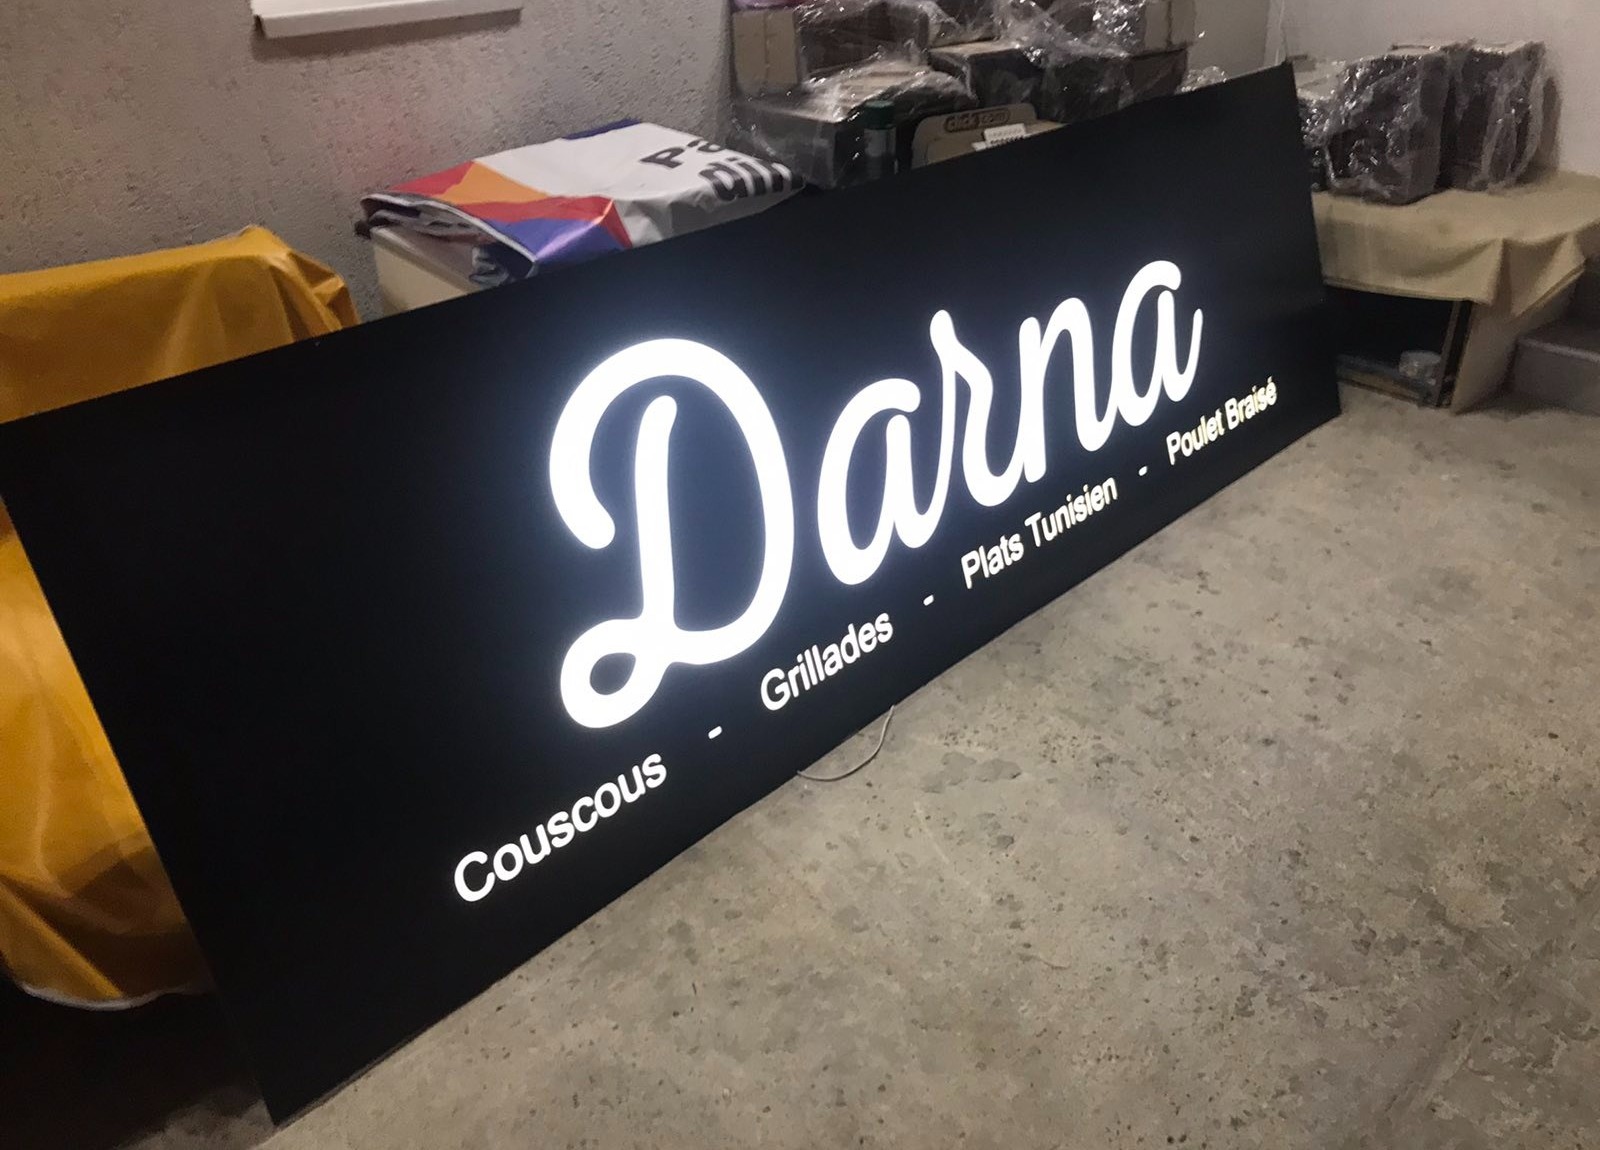 Darna
Couscous - Grillades - Plats Tunisien - Poulet Braisé